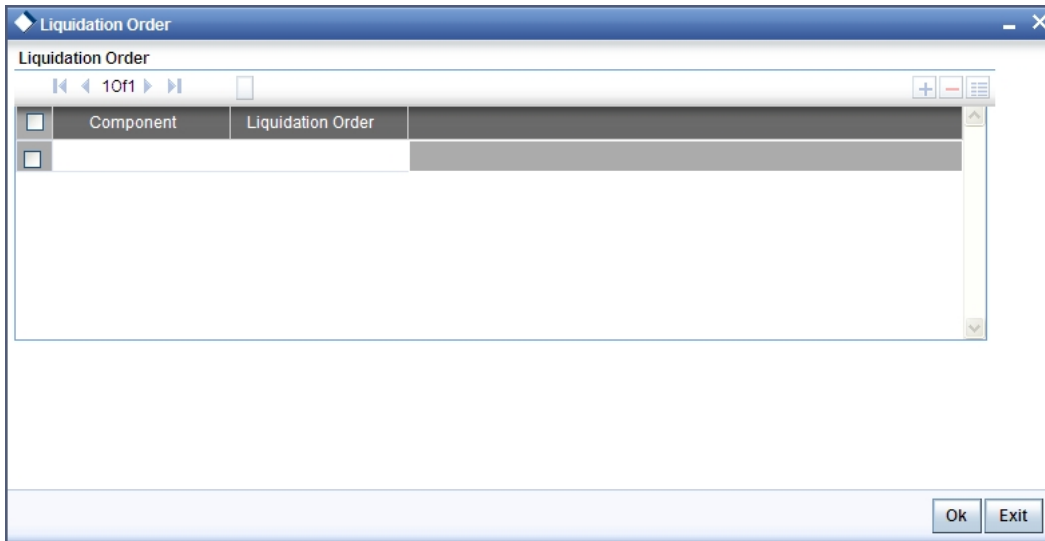 Liquidation Order
Liquidation Order
1Of1
Component Liquidation Order
Ok Exit